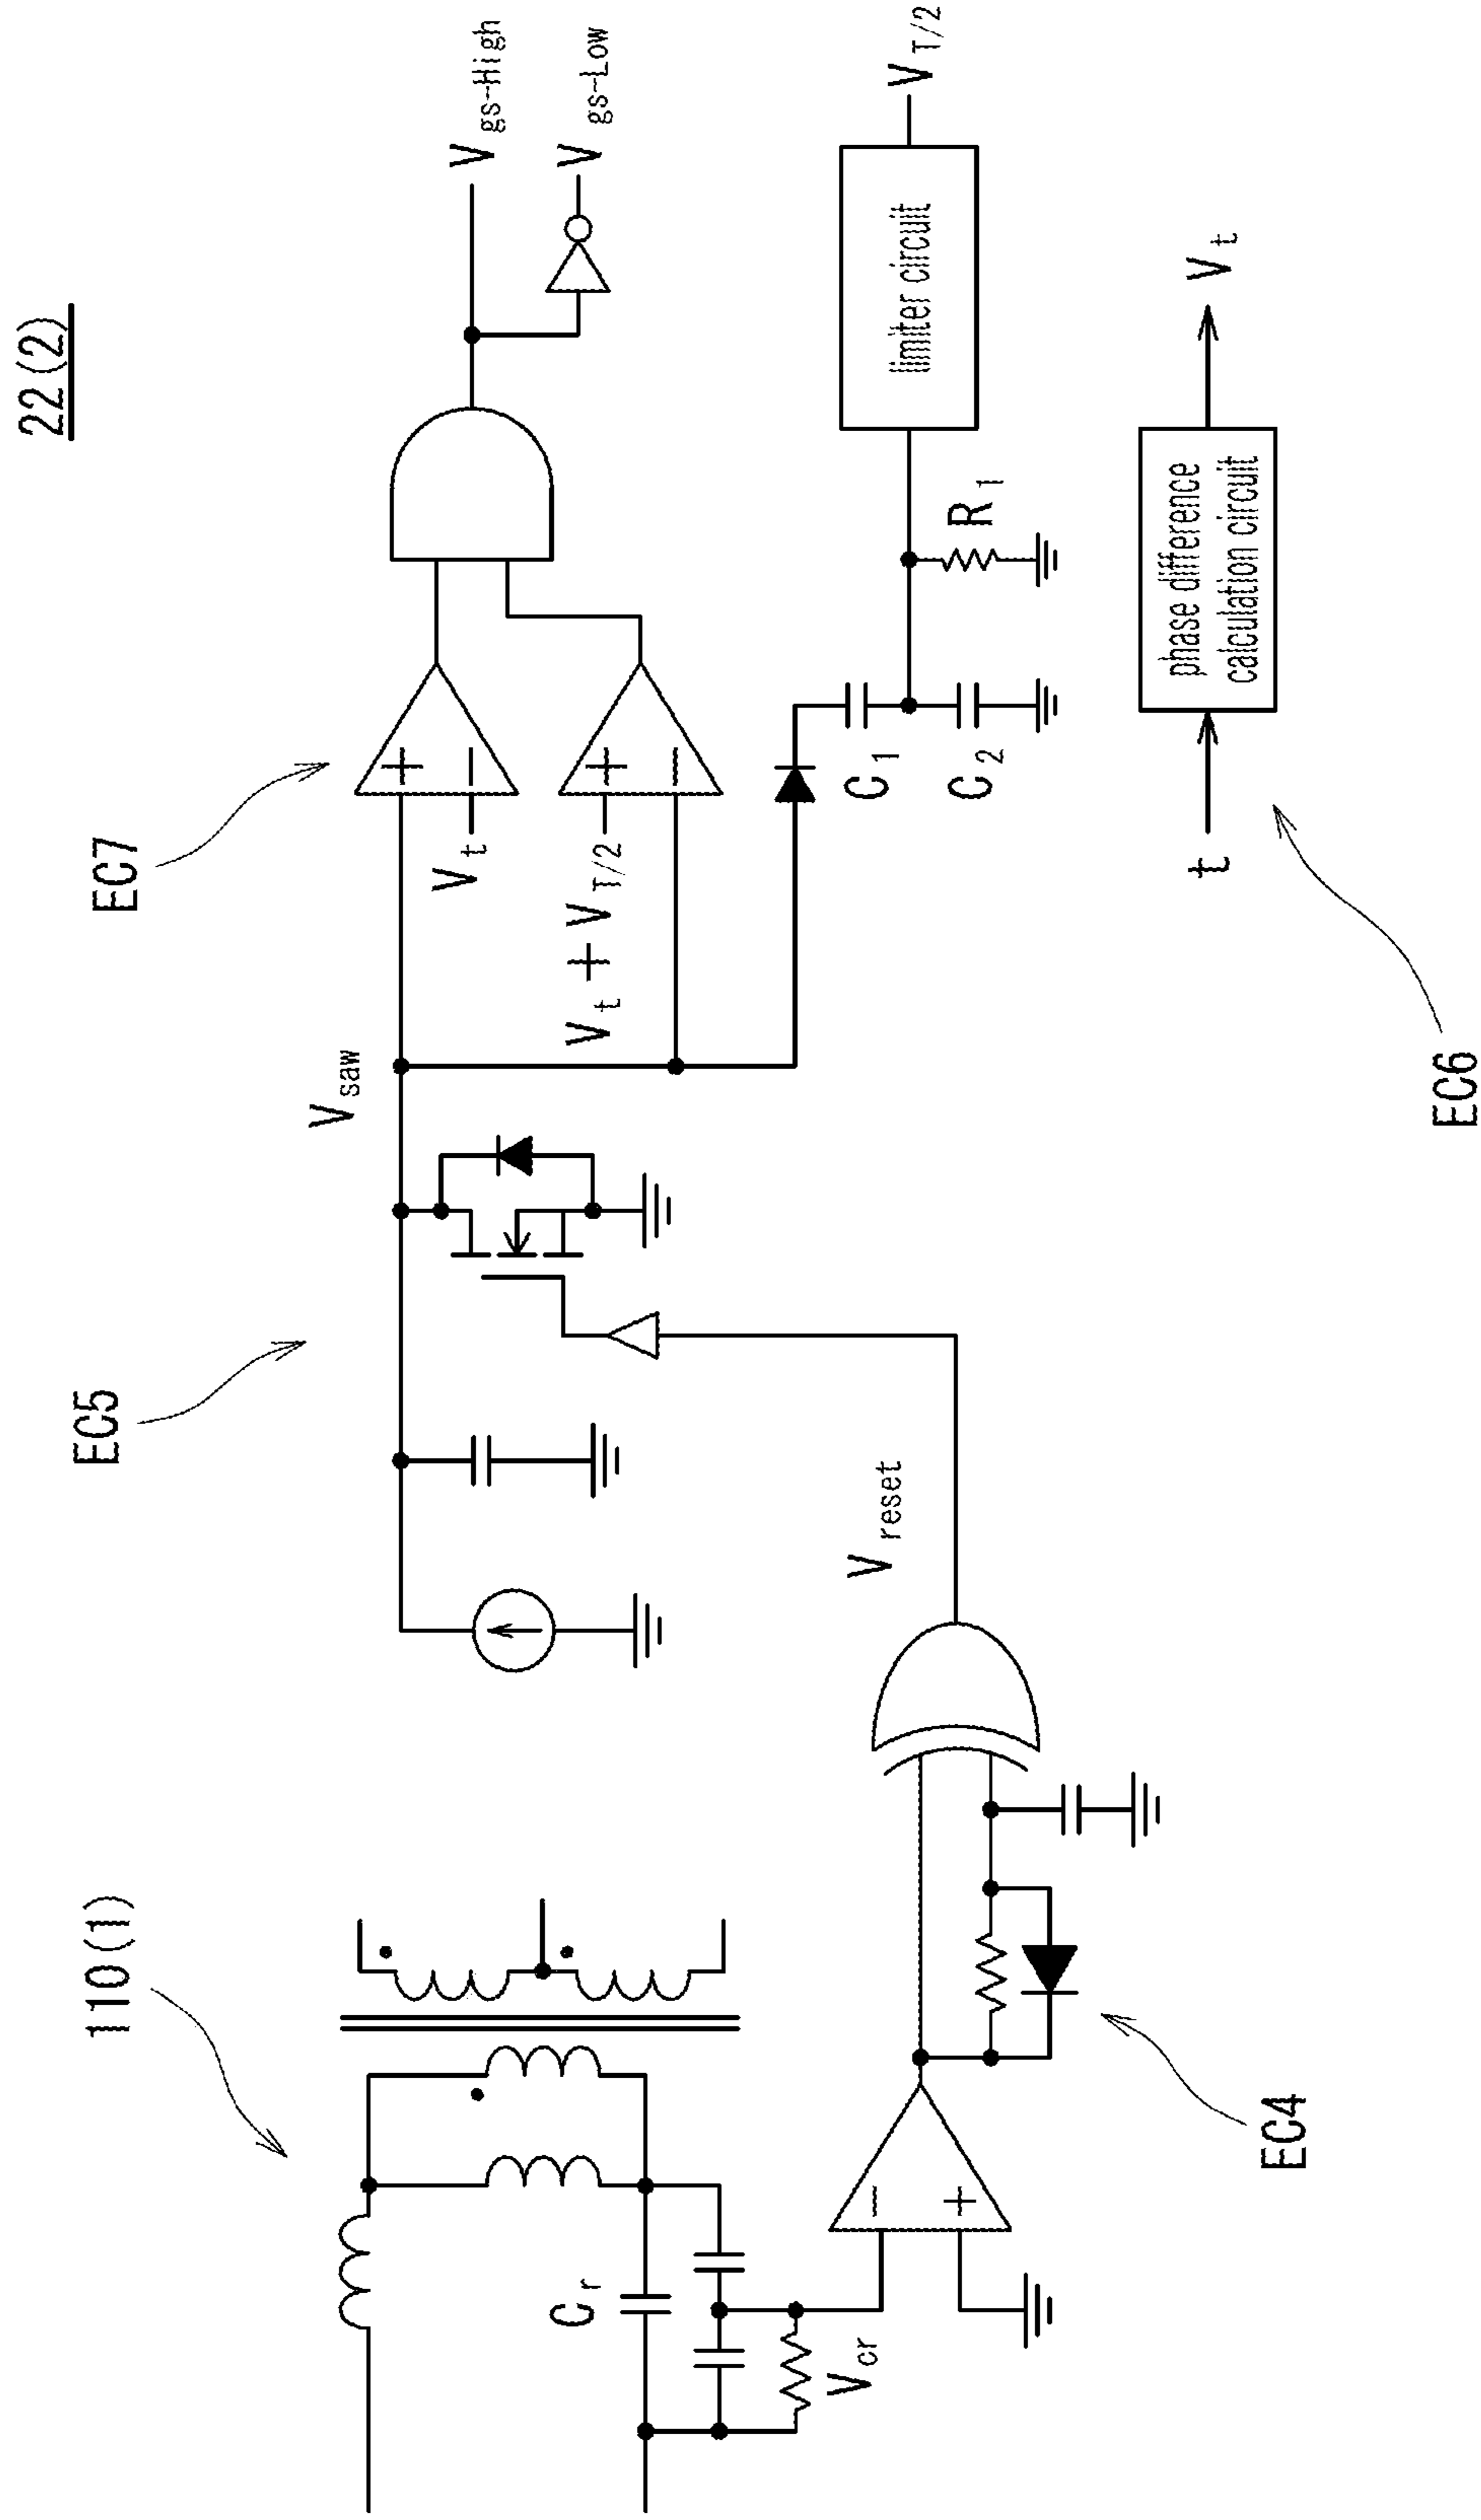 22(2)
110(1)
EC5
EC7
Vsaw
Vt
Vt+VT/2
Vgs-High
Vgs-Low
Cr
Vcr
EC4
Vreset
C1
C2
R1
limiter circuit
VT/2
t
phase difference
calculation circuit
Vt
EC6